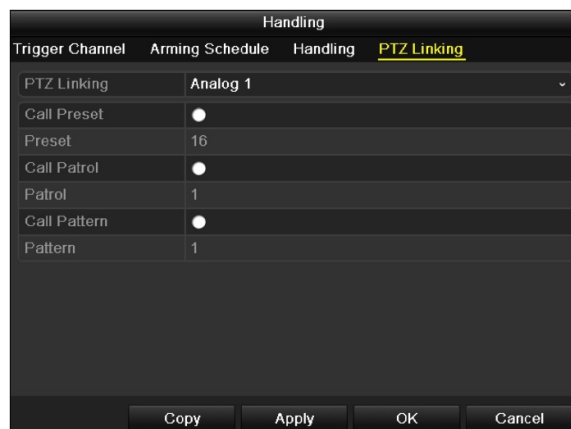 Handling
Trigger Channel Arming Schedule Handling PTZ Linking
PTZ Linking Analog 1
Call Preset
Preset 16
Call Patrol
Patrol 1
Call Pattern
Pattern 1
Copy Apply OK Cancel